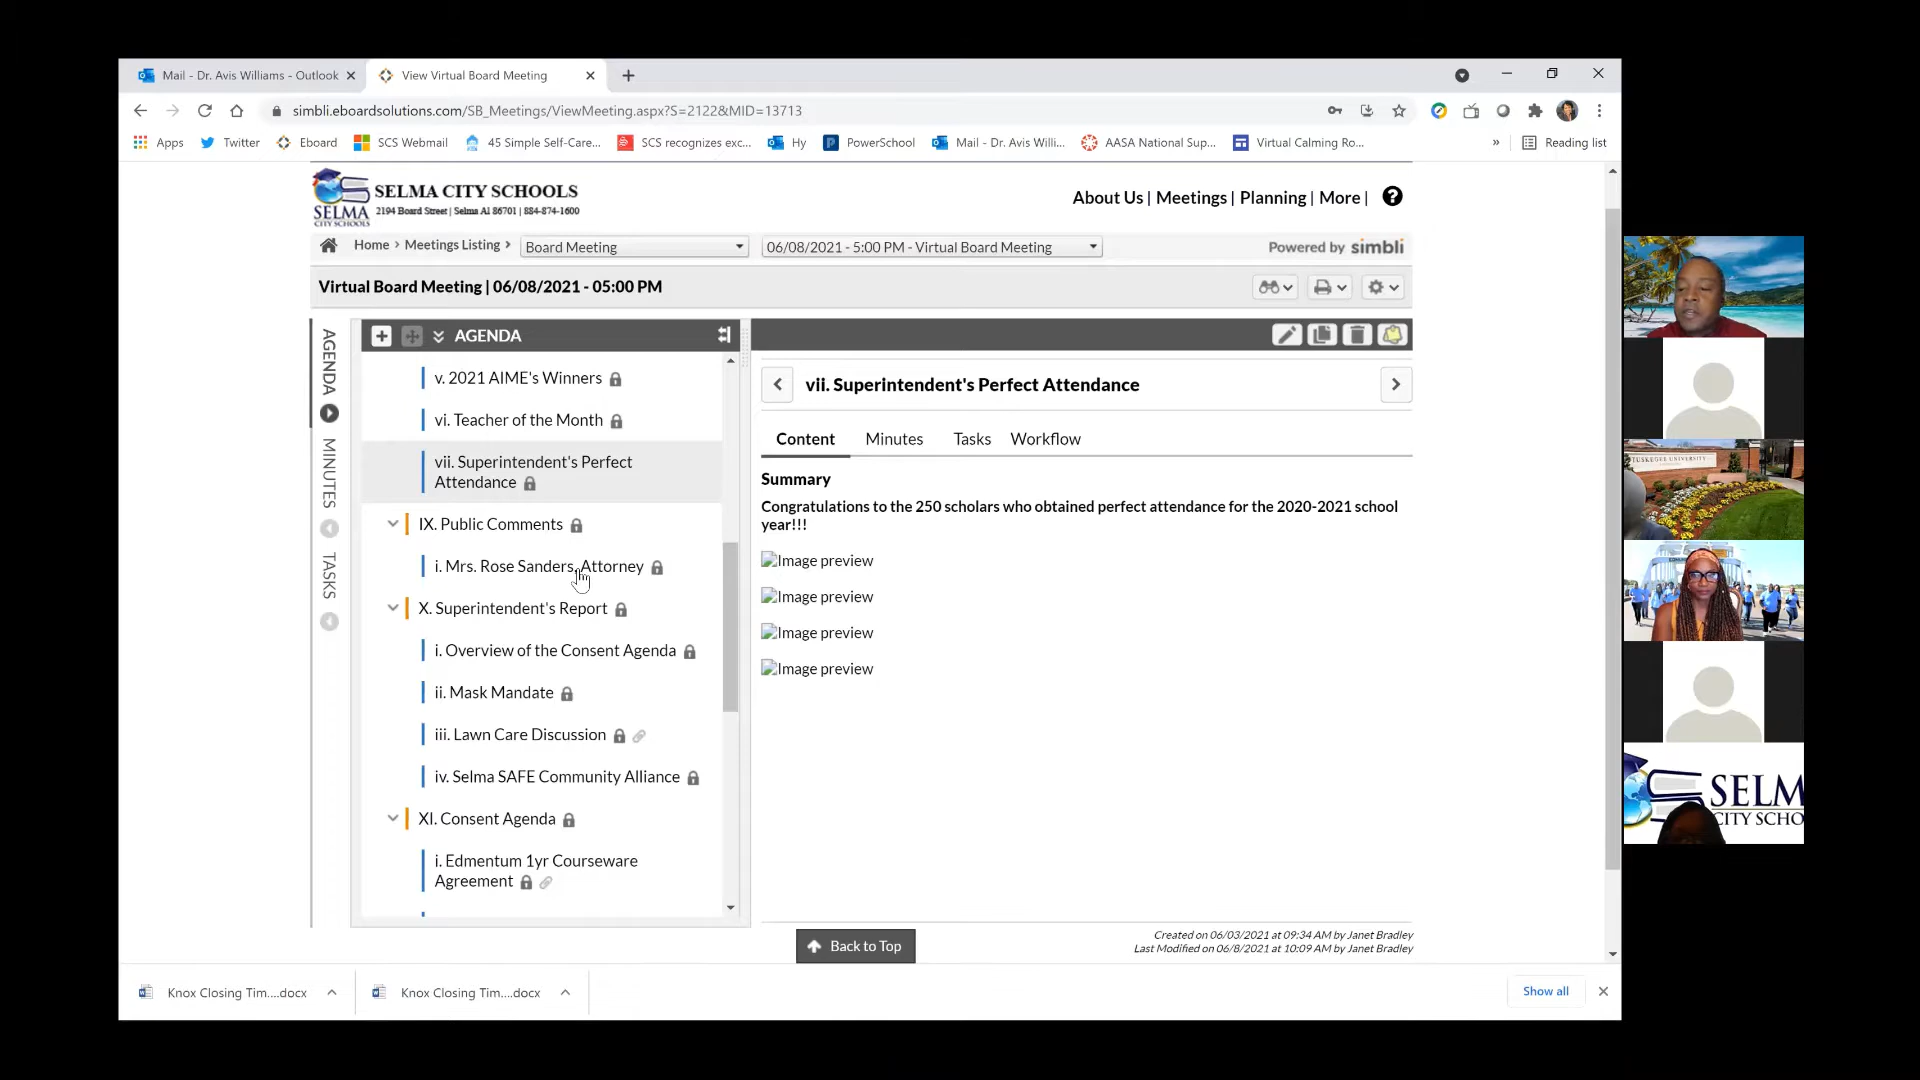 Mail - Dr. Avis Williams - Outlook
View Virtual Board Meeting
simbli.eboardsolutions.com/SB_Meetings/ViewMeeting.aspx?S=2122&MID=13713
Apps
Twitter
Eboard
SCS Webmail
45 Simple Self-Care...
SCS recognizes exc...
Hy
PowerSchool
Mail - Dr. Avis Willi...
AASA National Sup...
Virtual Calming Ro...
»
Reading list
SELMA CITY SCHOOLS
2194 Board Street | Selma Al 86701 | 884-874-1600
SELMA
CITY SCHOOLS
About Us | Meetings | Planning | More |
Home > Meetings Listing >
Board Meeting
06/08/2021 - 5:00 PM - Virtual Board Meeting
Powered by simbli
Virtual Board Meeting | 06/08/2021 - 05:00 PM
AGENDA
MINUTES
TASKS
AGENDA
v. 2021 AIME's Winners
vi. Teacher of the Month
vii. Superintendent's Perfect
Attendance
IX. Public Comments
i. Mrs. Rose Sanders, Attorney
X. Superintendent's Report
i. Overview of the Consent Agenda
ii. Mask Mandate
iii. Lawn Care Discussion
iv. Selma SAFE Community Alliance
XI. Consent Agenda
i. Edmentum 1yr Courseware
Agreement
vii. Superintendent's Perfect Attendance
Content
Minutes
Tasks
Workflow
Summary
Congratulations to the 250 scholars who obtained perfect attendance for the 2020-2021 school
year!!!
Image preview
Image preview
Image preview
Image preview
Created on 06/03/2021 at 09:34 AM by Janet Bradley
Last Modified on 06/8/2021 at 10:09 AM by Janet Bradley
Back to Top
Knox Closing Tim....docx
Knox Closing Tim....docx
Show all
TUSKEGEE UNIVERSITY
SELM
CITY SCHO